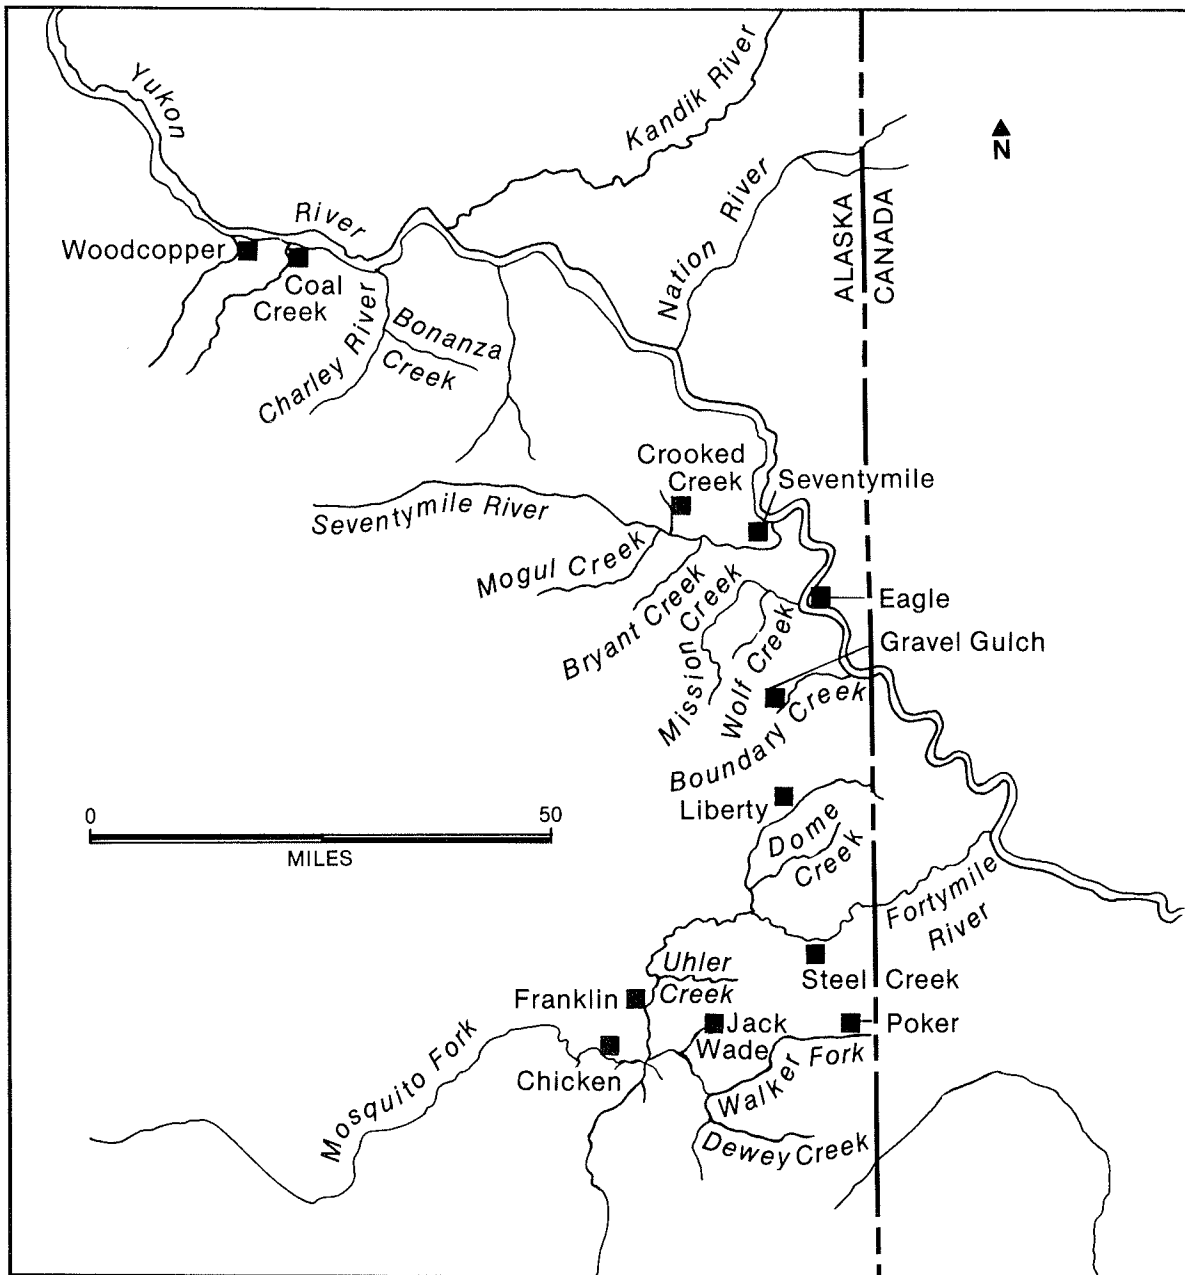 Yukon
Kandik River
N
River
Nation River
ALASKA
CANADA
Woodcopper
Coal
Creek
Charley River
Bonanza
Creek
Crooked
Creek
Seventymile
Seventymile River
Mogul Creek
Bryant Creek
Mission Creek
Wolf Creek
Eagle
Gravel Gulch
Boundary Creek
Liberty
0
50
MILES
Dome
Creek
Fortymile
River
Uhler
Creek
Steel Creek
Franklin
Jack
Wade
Poker
Chicken
Mosquito Fork
Walker Fork
Dewey Creek